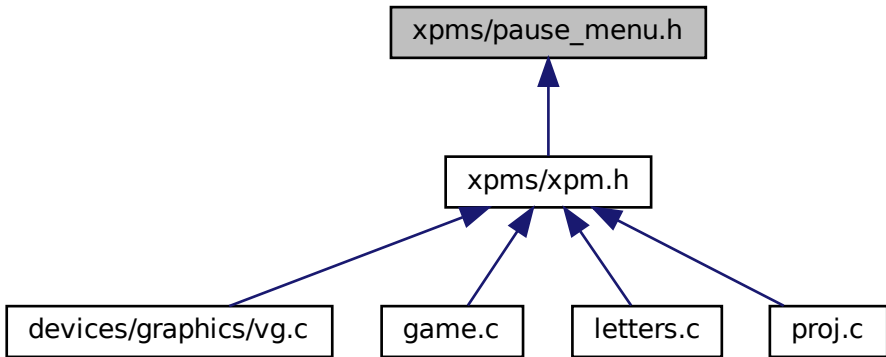 xpms/pause_menu.h
xpms/xpm.h
devices/graphics/vg.c
game.c
letters.c
proj.c